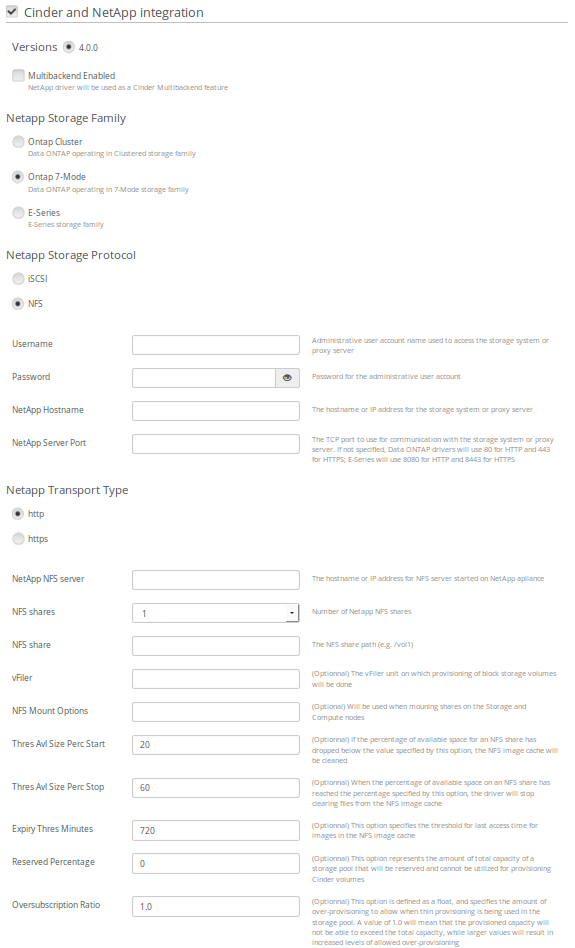 Cinder and NetApp integration
Versions 4.0.0
Multibackend Enabled
NetApp driver will be used as a Cinder Multibackend feature
Netapp Storage Family
Ontap Cluster
Data ONTAP operating in Clustered storage family
Ontap 7-Mode
Data ONTAP operating in 7-Mode storage family
E-Series
E-Series storage family
Netapp Storage Protocol
iSCSI
NFS
Username
Administrative user account name used to access the storage system or
proxy server
Password
Password for the administrative user account
NetApp Hostname
The hostname or IP address for the storage system or proxy server
NetApp Server Port
The TCP port to use for communication with the storage system or proxy
server. If not specified, Data ONTAP drivers will use 80 for HTTP and 443
for HTTPS; E-Series will use 8080 for HTTP and 8443 for HTTPS
Netapp Transport Type
http
https
NetApp NFS server
The hostname or IP address for NFS server started on NetApp apliance
NFS shares
1
Number of Netapp NFS shares
NFS share
The NFS share path (e.g. /vol1)
vFiler
(Optionnal) The vFiler unit on which provisioning of block storage volumes
will be done
NFS Mount Options
(Optional) Will be used when mouning shares on the Storage and
Compute nodes
Thres Avl Size Perc Start
20
(Optionnal) If the percentage of available space for an NFS share has
dropped below the value specified by this option, the NFS image cache will
be cleaned
Thres Avl Size Perc Stop
60
(Optionnal) When the percentage of available space on an NFS share has
reached the percentage specified by this option, the driver will stop
clearing files from the NFS image cache
Expiry Thres Minutes
720
(Optionnal) This option specifies the threshold for last access time for
images in the NFS image cache
Reserved Percentage
0
(Optionnal) This option represents the amount of total capacity of a
storage pool that will be reserved and cannot be utilized for provisioning
Cinder volumes
Oversubscription Ratio
1.0
(Optionnal) This option is defined as a float, and specifies the amount of
over-provisioning to allow when thin provisioning is being used in the
storage pool. A value of 1.0 will mean that the provisioned capacity will
not be able to exceed the total capacity, while larger values will result in
increased levels of allowed over-provisioning